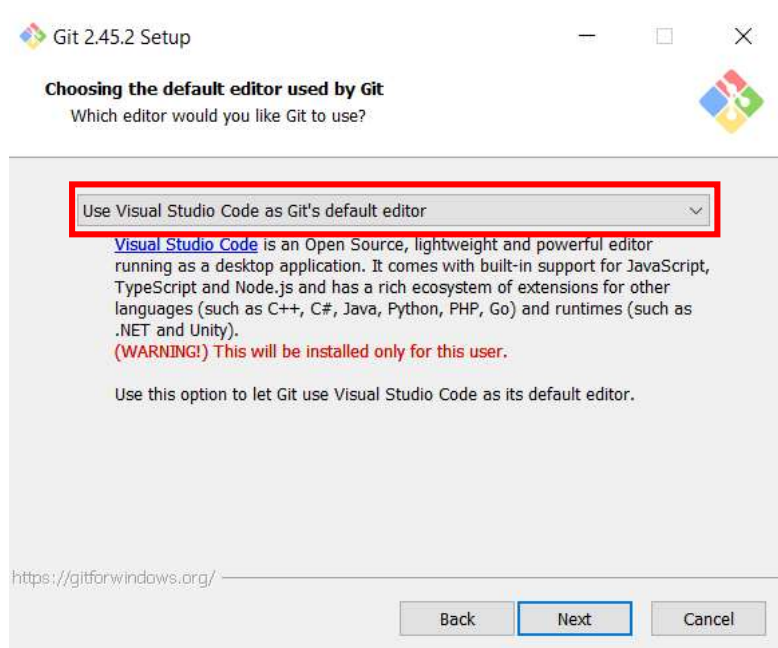 Git 2.45.2 Setup
Choosing the default editor used by Git
Which editor would you like Git to use?
Use Visual Studio Code as Git's default editor
Visual Studio Code is an Open Source, lightweight and powerful editor
running as a desktop application. It comes with built-in support for JavaScript,
TypeScript and Node.js and has a rich ecosystem of extensions for other
languages (such as C++, C#, Java, Python, PHP, Go) and runtimes (such as
.NET and Unity).
(WARNING!) This will be installed only for this user.
Use this option to let Git use Visual Studio Code as its default editor.
https://gitforwindows.org/
Back Next Cancel